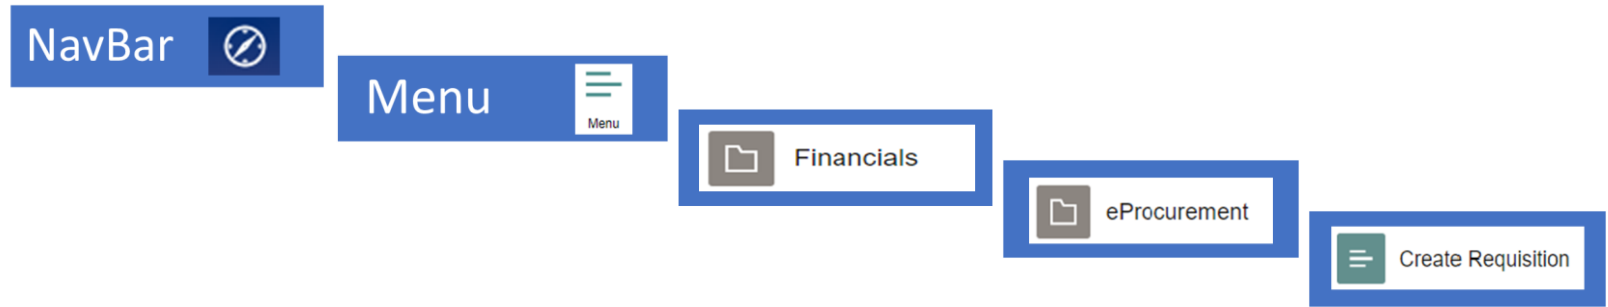 NavBar
Menu
Menu
Financials
eProcurement
Create Requisition